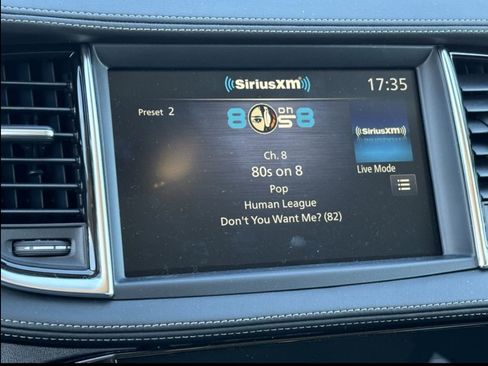 ((SiriusXM))
17:35
Preset 2
80s on 8
((SiriusXM))
Ch. 8
80s on 8
Live Mode
Pop
Human League
Don't You Want Me? (82)